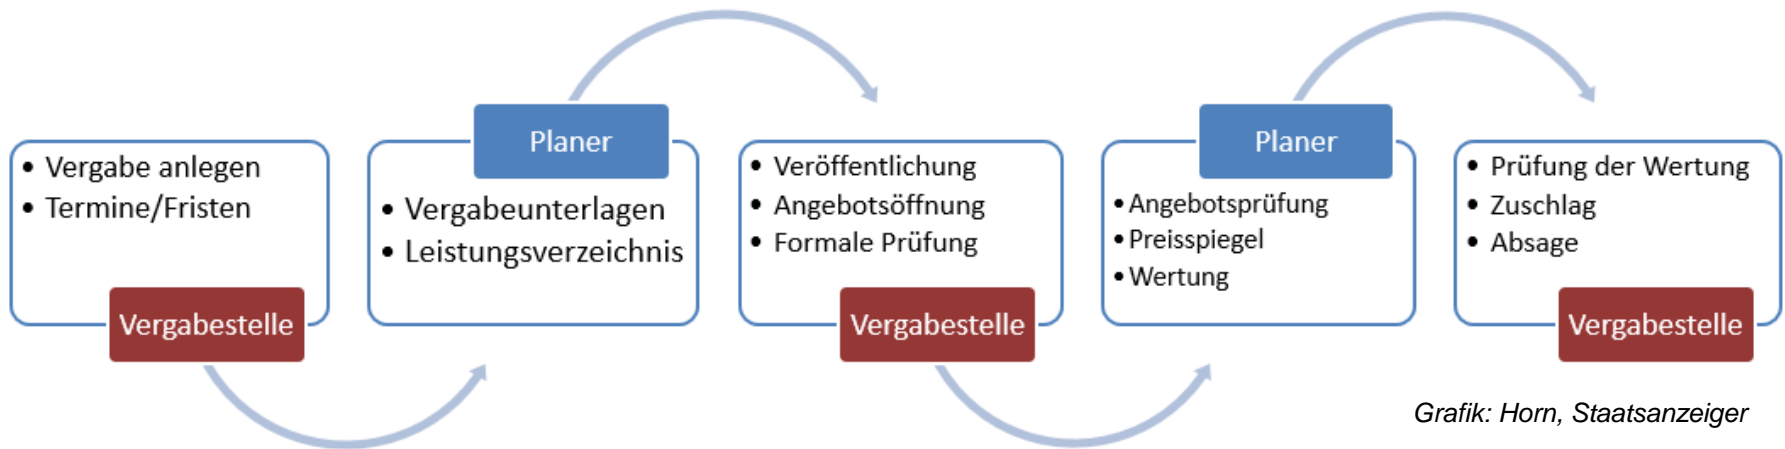 • Vergabe anlegen
• Termine/Fristen
Vergabestelle
Planer
• Vergabeunterlagen
• Leistungsverzeichnis
• Veröffentlichung
• Angebotsöffnung
• Formale Prüfung
Vergabestelle
Planer
• Angebotsprüfung
• Preisspiegel
• Wertung
• Prüfung der Wertung
• Zuschlag
• Absage
Vergabestelle
Grafik: Horn, Staatsanzeiger